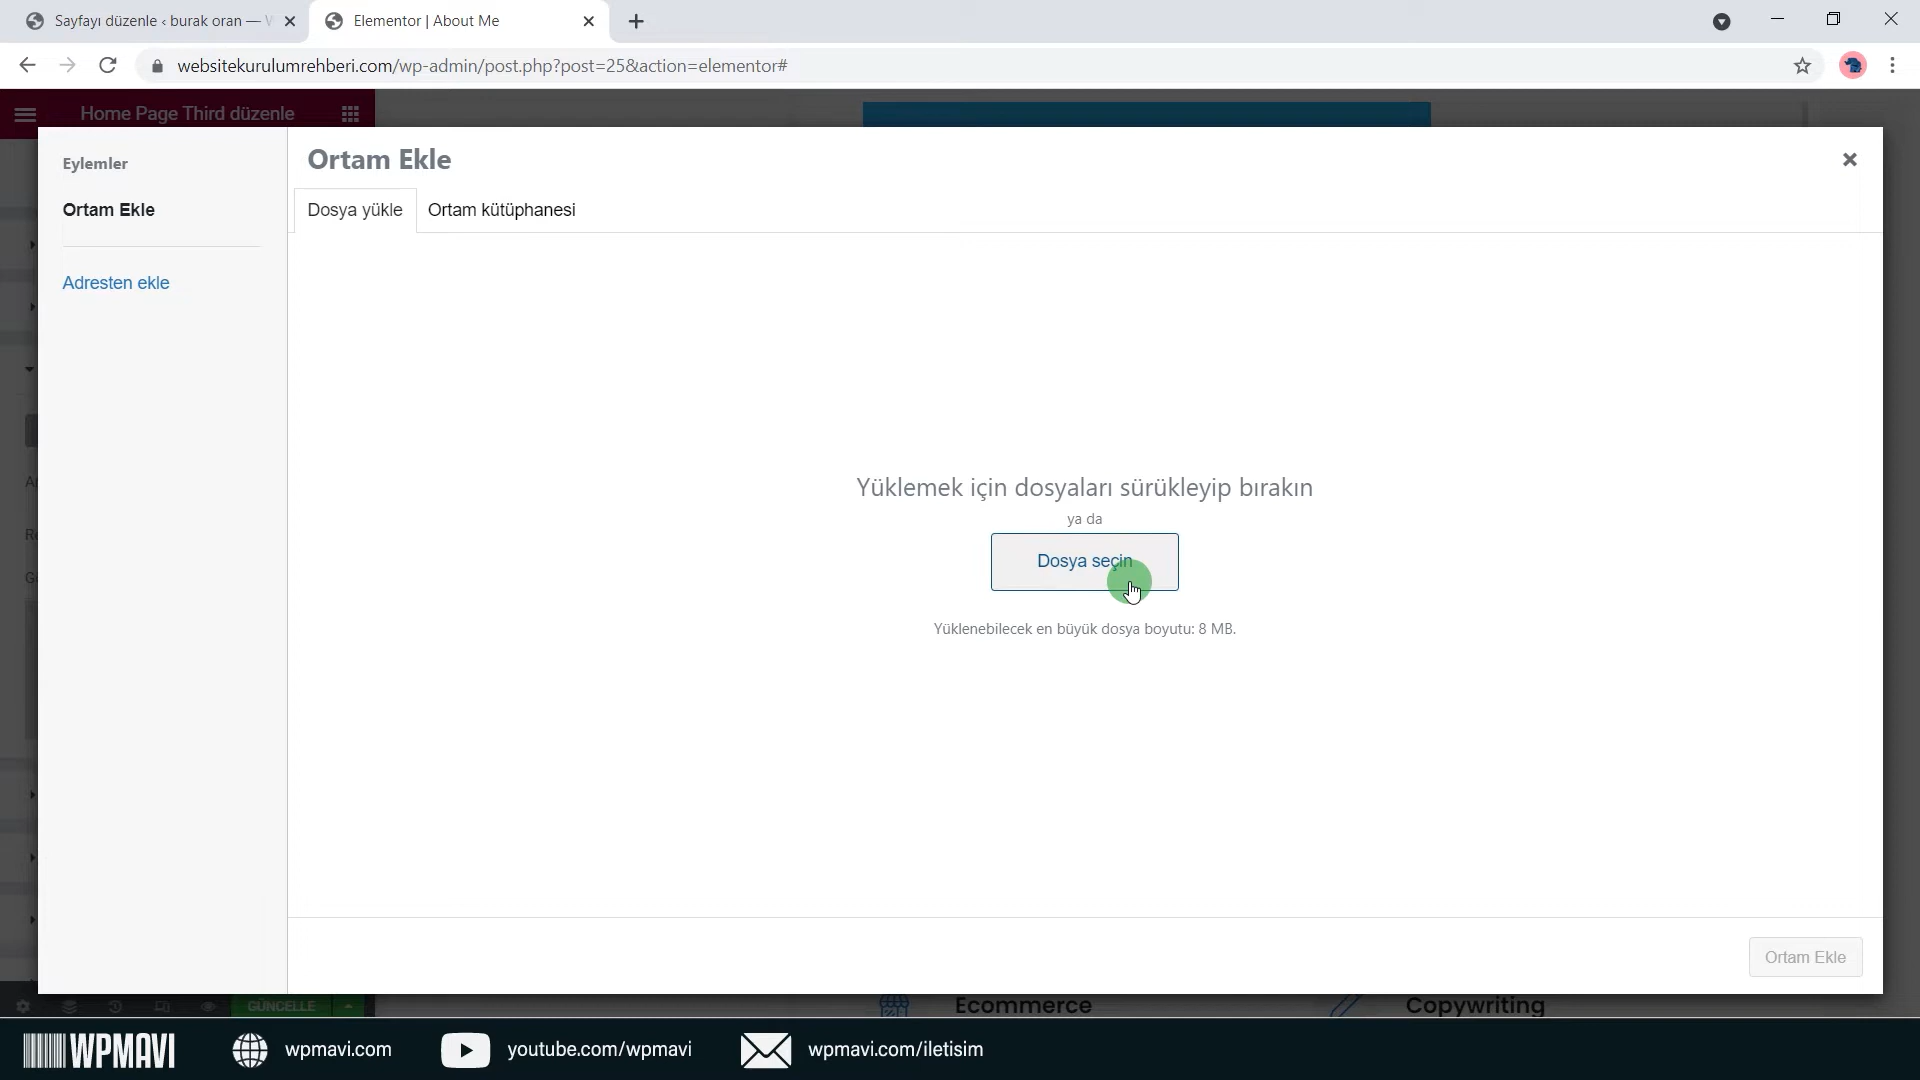 Sayfayı düzenle ‹ burak oran —
Elementor | About Me
websitekurulumrehberi.com/wp-admin/post.php?post=25&action=elementor#
Home Page Third düzenle
Eylemler
Ortam Ekle
Adresten ekle
Ortam Ekle
Dosya yükle
Ortam kütüphanesi
Yüklemek için dosyaları sürükleyip bırakın
ya da
Dosya seçin
Yüklenebilecek en büyük dosya boyutu: 8 MB.
Ortam Ekle
GÜNCELLE
Ecommerce
Copywriting
WPMAVI
wpmavi.com
youtube.com/wpmavi
wpmavi.com/iletisim